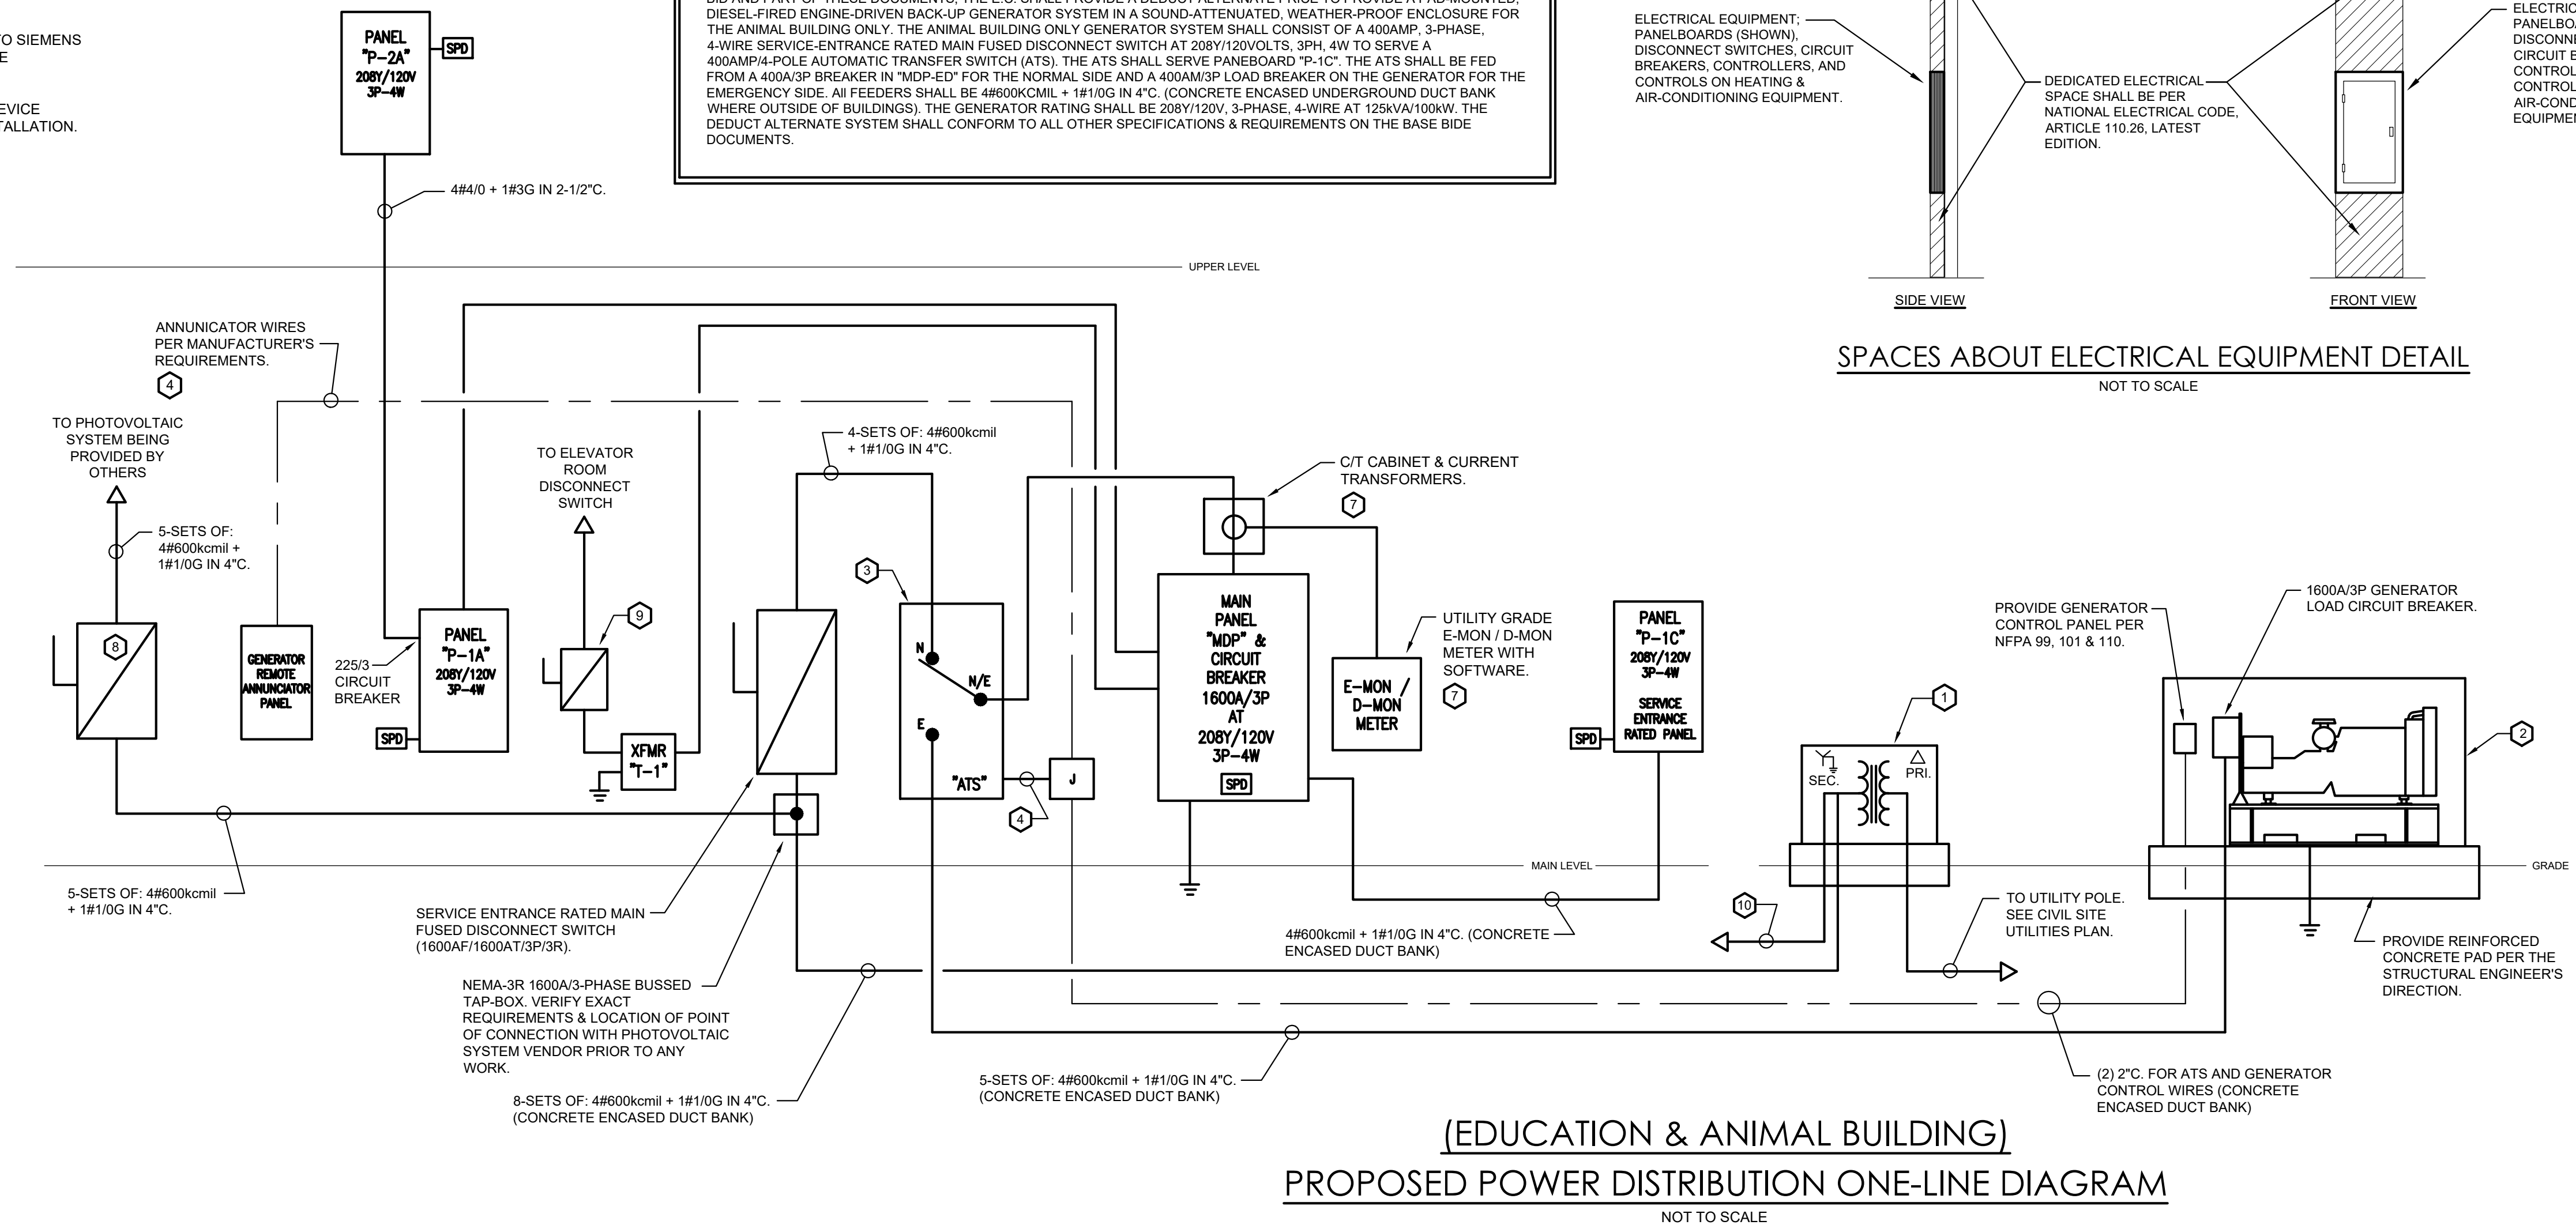 TO SIEMENS
TALLATION.
PANEL
"P-2A"
208Y/120V
3P-4W
SPD
4#4/0 + 1#3G IN 2-1/2"C.
DIESEL-FIRED ENGINE-DRIVEN BACK-UP GENERATOR SYSTEM IN A SOUND-ATTENUATED, WEATHER-PROOF ENCLOSURE FOR
THE ANIMAL BUILDING ONLY. THE ANIMAL BUILDING ONLY GENERATOR SYSTEM SHALL CONSIST OF A 400AMP, 3-PHASE,
4-WIRE SERVICE-ENTRANCE RATED MAIN FUSED DISCONNECT SWITCH AT 208Y/120VOLTS, 3PH, 4W TO SERVE A
400AMP/4-POLE AUTOMATIC TRANSFER SWITCH (ATS). THE ATS SHALL SERVE PANEBOARD "P-1C". THE ATS SHALL BE FED
FROM A 400A/3P BREAKER IN "MDP-ED" FOR THE NORMAL SIDE AND A 400AM/3P LOAD BREAKER ON THE GENERATOR FOR THE
EMERGENCY SIDE. All FEEDERS SHALL BE 4#600KCMIL + 1#1/0G IN 4"C. (CONCRETE ENCASED UNDERGROUND DUCT BANK
WHERE OUTSIDE OF BUILDINGS). THE GENERATOR RATING SHALL BE 208Y/120V, 3-PHASE, 4-WIRE AT 125kVA/100kW. THE
DEDUCT ALTERNATE SYSTEM SHALL CONFORM TO ALL OTHER SPECIFICATIONS & REQUIREMENTS ON THE BASE BIDE
DOCUMENTS.
ELECTRICAL EQUIPMENT;
PANELBOARDS (SHOWN),
DISCONNECT SWITCHES, CIRCUIT
BREAKERS, CONTROLLERS, AND
CONTROLS ON HEATING &
AIR-CONDITIONING EQUIPMENT.
DEDICATED ELECTRICAL
SPACE SHALL BE PER
NATIONAL ELECTRICAL CODE,
ARTICLE 110.26, LATEST
EDITION.
SIDE VIEW
FRONT VIEW
SPACES ABOUT ELECTRICAL EQUIPMENT DETAIL
NOT TO SCALE
UPPER LEVEL
ANNUNICATOR WIRES
PER MANUFACTURER'S
REQUIREMENTS.
4
TO PHOTOVOLTAIC
SYSTEM BEING
PROVIDED BY
OTHERS
5-SETS OF:
4#600kcmil +
1#1/0G IN 4"C.
8
GENERATOR
REMOTE
ANNUNCIATOR
PANEL
225/3
CIRCUIT
BREAKER
PANEL
"P-1A"
208Y/120V
3P-4W
SPD
TO ELEVATOR
ROOM
DISCONNECT
SWITCH
9
XFMR
"T-1"
4-SETS OF: 4#600kcmil
+ 1#1/0G IN 4"C.
3
N
N/E
E
"ATS"
4
J
C/T CABINET & CURRENT
TRANSFORMERS.
7
MAIN
PANEL
"MDP" &
CIRCUIT
BREAKER
1600A/3P
AT
208Y/120V
3P-4W
SPD
UTILITY GRADE
E-MON / D-MON
METER WITH
SOFTWARE.
7
E-MON /
D-MON
METER
PANEL
"P-1C"
208Y/120V
3P-4W
SERVICE
ENTRANCE
RATED PANEL
SPD
1
SEC.
PRI.
PROVIDE GENERATOR
CONTROL PANEL PER
NFPA 99, 101 & 110.
1600A/3P GENERATOR
LOAD CIRCUIT BREAKER.
2
MAIN LEVEL
GRADE
5-SETS OF: 4#600kcmil
+ 1#1/0G IN 4"C.
SERVICE ENTRANCE RATED MAIN
FUSED DISCONNECT SWITCH
(1600AF/1600AT/3P/3R).
NEMA-3R 1600A/3-PHASE BUSSED
TAP-BOX. VERIFY EXACT
REQUIREMENTS & LOCATION OF POINT
OF CONNECTION WITH PHOTOVOLTAIC
SYSTEM VENDOR PRIOR TO ANY
WORK.
8-SETS OF: 4#600kcmil + 1#1/0G IN 4"C.
(CONCRETE ENCASED DUCT BANK)
5-SETS OF: 4#600kcmil + 1#1/0G IN 4"C.
(CONCRETE ENCASED DUCT BANK)
4#600kcmil + 1#1/0G IN 4"C. (CONCRETE
ENCASED DUCT BANK)
10
TO UTILITY POLE.
SEE CIVIL SITE
UTILITIES PLAN.
PROVIDE REINFORCED
CONCRETE PAD PER THE
STRUCTURAL ENGINEER'S
DIRECTION.
(2) 2"C. FOR ATS AND GENERATOR
CONTROL WIRES (CONCRETE
ENCASED DUCT BANK)
(EDUCATION & ANIMAL BUILDING)
PROPOSED POWER DISTRIBUTION ONE-LINE DIAGRAM
NOT TO SCALE